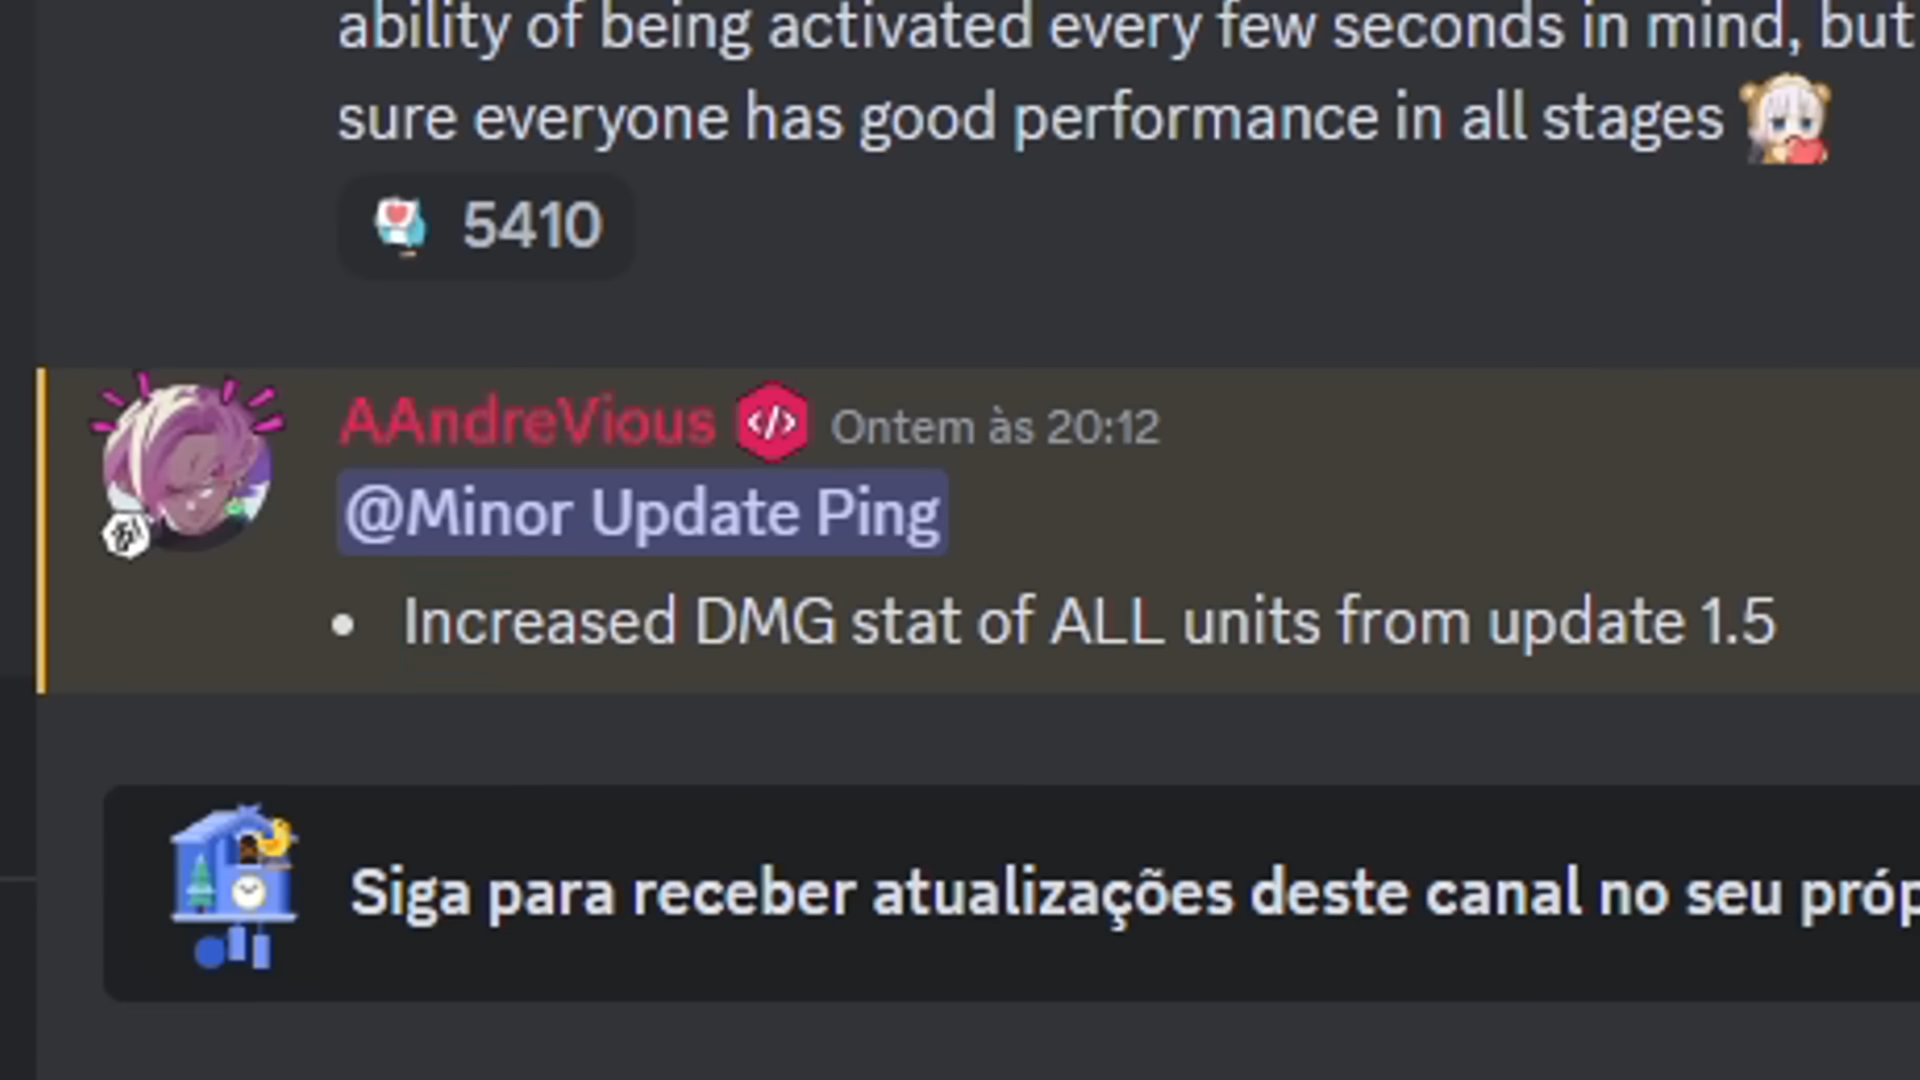 ability of being activated every few seconds in mind, but
sure everyone has good performance in all stages
5410
AAndreVious </> Ontem às 20:12
@Minor Update Ping
• Increased DMG stat of ALL units from update 1.5
Siga para receber atualizações deste canal no seu próp